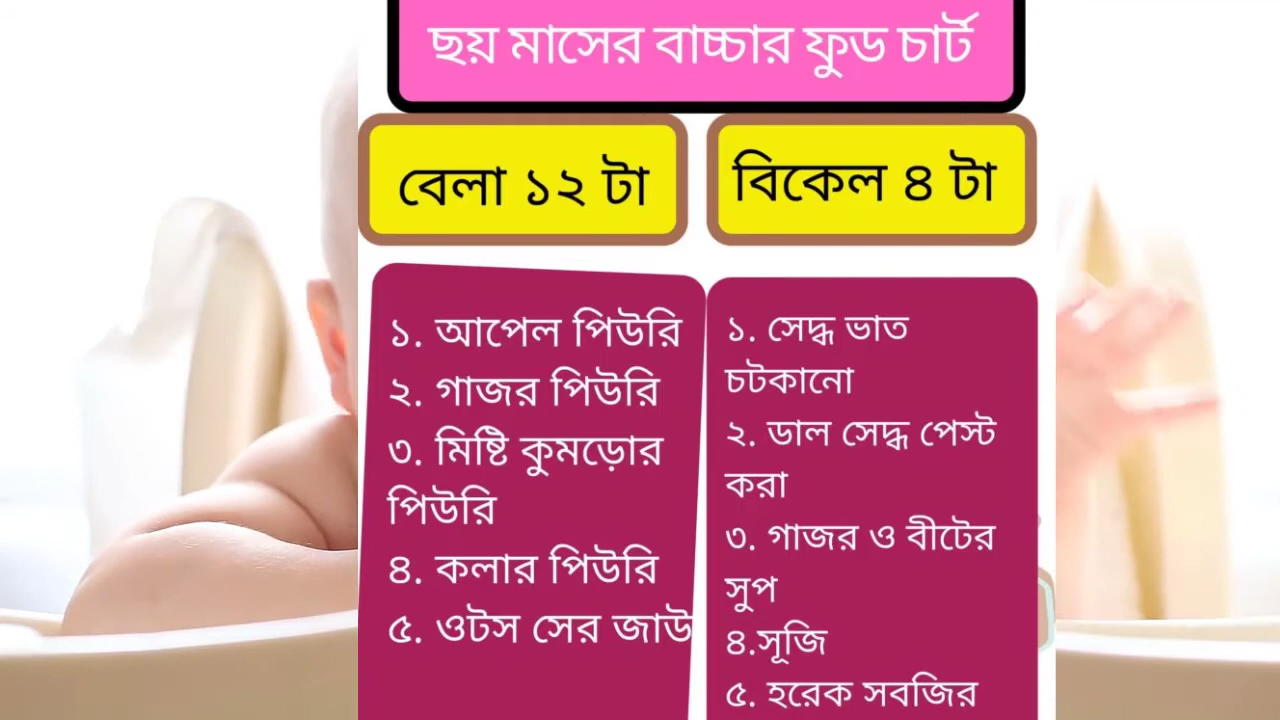 ছয় মাসের বাচ্চার ফুড চার্ট
বেলা ১২ টা
বিকেল ৪ টা
১. আপেল পিউরি
২. গাজর পিউরি
৩. মিষ্টি কুমড়োর
পিউরি
৪. কলার পিউরি
৫. ওটস সের জাউ
১. সেদ্ধ ভাত
চটকানো
২. ডাল সেদ্ধ পেস্ট
করা
৩. গাজর ও বীটের
সুপ
৪.সূজি
৫. হরেক সবজির